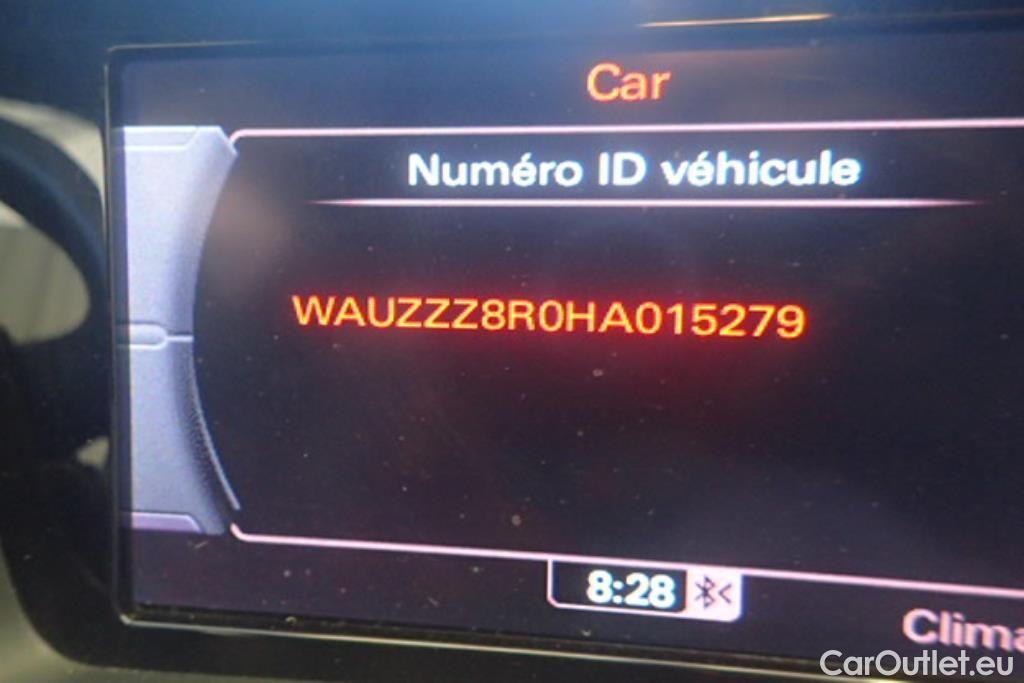 Car
Numéro ID véhicule
WAUZZZ8R0HA015279
8:28
Clima
CarOutlet.eu